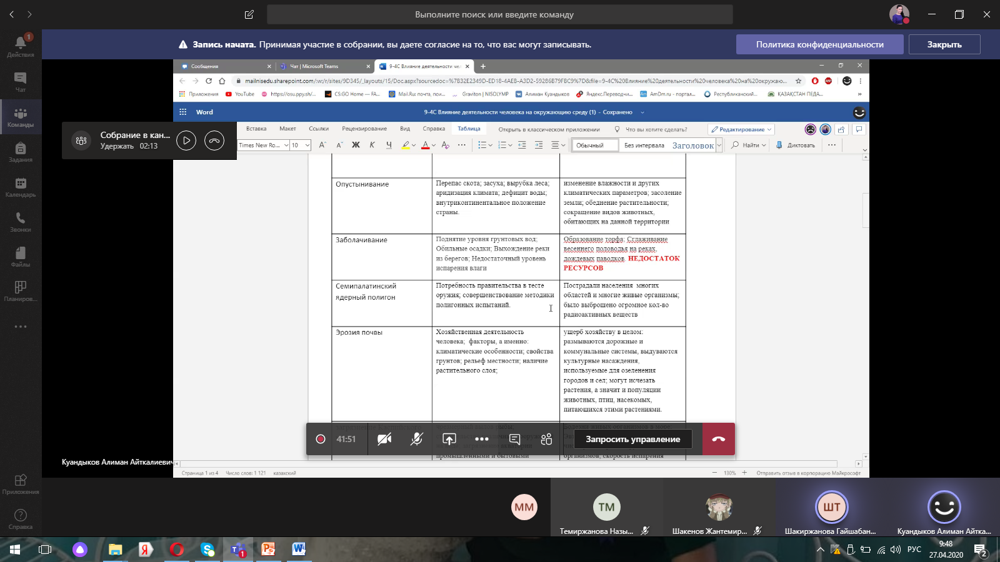 Выполните поиск или введите команду
Запись начата. Принимая участие в собрании, вы даете согласие на то, что вас могут записывать.
Политика конфиденциальности
Закрыть
1
Действия
Чат
Команды
Задания
Календарь
Звонки
Файлы
Планиров...
Приложения
Справка
Собрание в кан...
Удержать 02:13
Сообщения
Чат | Microsoft Teams
9-4С Влияние деятельности чел
mailnisedu.sharepoint.com/:w:/r/sites/9D345/_layouts/15/Doc.aspx?sourcedoc=%7B32E2349D-ED18-4AEB-A3D2-59286B79FBC9%7D&file=9-4C%20Влияние%20деятельности%20человека%20на%20окружаю...
Приложения
YouTube
https://osu.ppy.sh/...
CS:GO Home — FA...
Mail.Ru: почта, пои...
Graviton | NISOLYMP
Алиман Куандыков
Яндекс.Переводчи...
AmDm.ru - портал...
Республиканский...
ҚАЗАҚСТАН ПЕДА...
Word
9-4С Влияние деятельности человека на окружающию среду (1) - Сохранено
Вставка
Макет
Ссылки
Рецензирование
Вид
Справка
Таблица
Открыть в классическом приложении
Что вы хотите сделать?
Редактирование
Times New Ro...
10
Ж
К
Ч
Обычный
Без интервала
Заголовок
Найти
Диктовать
Опустынивание
Перепас скота; засуха; вырубка леса;
аридизация климата; дефицит воды;
внутриконтинентальное положение
страны.
изменение влажности и других
климатических параметров; засоление
земли; обеднение растительности;
сокращение видов животных,
обитающих на данной территории
Заболачивание
Поднятие уровня грунтовых вод;
Обильные осадки; Выхождение реки
из берегов; Недостаточный уровень
испарения влаги
Образование торфа; Сглаживание
весеннего половодья на реках,
дождевых паводков. НЕДОСТАТОК
РЕСУРСОВ
Семипалатинский
ядерный полигон
Потребность правительства в тесте
оружия; совершенствование методики
полигонных испытаний.
Пострадали населения многих
областей и многие живые организмы;
было выброшено огромное кол-во
радиоактивных веществ
Эрозия почвы
Хозяйственная деятельность
человека; факторы, а именно:
климатические особенности; свойства
грунтов; рельеф местности; наличие
растительного слоя;
ущерб хозяйству в целом:
размываются дорожные и
коммунальные системы, выдуваются
культурные насаждения,
используемые для озеленения
городов и сел; могут исчезать
растения, а значит и популяции
животных, птиц, насекомых,
питающихся этими растениями.
промышленными и бытовыми
организмов; скорость испарения
41:51
Запросить управление
Куандыков Алиман Айткалиевич
Страница 1 из 4
Число слов: 1 121
казахский
130%
Отправить отзыв в корпорацию Майкрософт
ММ
ТМ
Темиржанова Назы...
Шакенов Жантемир...
ШТ
Шакиржанова Гайшабан...
Куандыков Алиман Айтка...
1
РУС
9:48
27.04.2020
2